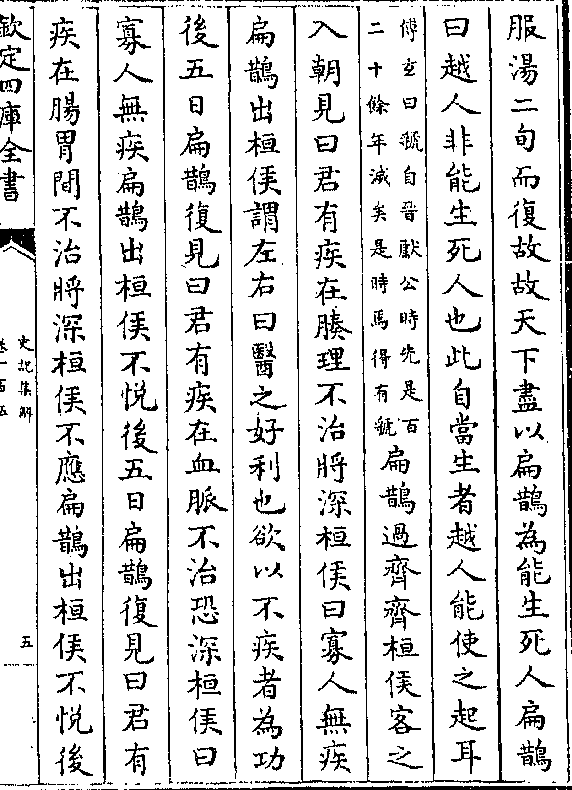 服湯二旬而復故故天下盡以扁鵲為能生死人扁鵲
曰越人非能生死人也此自當生者越人能使之起耳
傅玄曰虢自晉獻公時先是百
二十餘年滅矣是時焉得有虢
扁鵲過齊齊桓侯客之
入朝見曰君有疾在腠理不治將深桓侯曰寡人無疾
扁鵲出桓侯謂左右曰醫之好利也欲以不疾者為功
後五日扁鵲復見曰君有疾在血脈不治恐深桓侯曰
寡人無疾扁鵲出桓侯不悅後五日扁鵲復見曰君有
疾在腸胃間不治將深桓侯不應扁鵲出桓侯不悅後
欽定四庫全書
史記集解
卷一百五
五